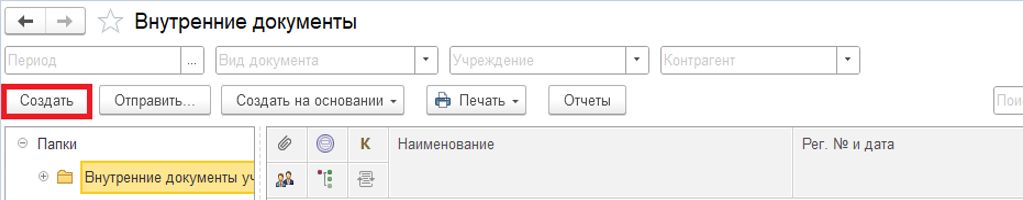 Внутренние документы
Период ... Вид документа Учреждение Контрагент
Создать Отправить... Создать на основании Печать Отчеты
Папки К Наименование Рег. № и дата
Внутренние документы